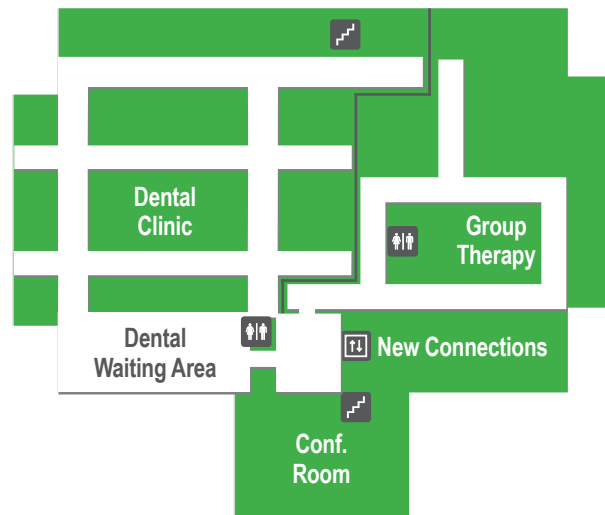 Dental
Clinic
Group
Therapy
Dental
Waiting Area
New Connections
Conf.
Room